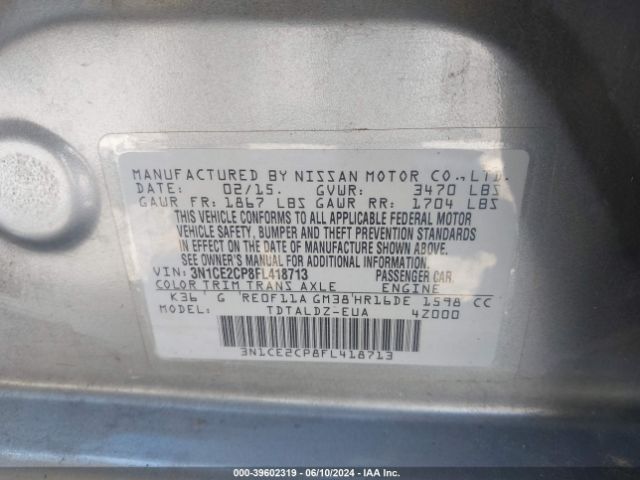 MANUFACTURED BY NISSAN MOTOR CO., LTD.
DATE: 02/15. GVWR: 3470 LBS
GAWR FR: 1867 LBS GAWR RR: 1704 LBS
THIS VEHICLE CONFORMS TO ALL APPLICABLE FEDERAL MOTOR
VEHICLE SAFETY, BUMPER AND THEFT PREVENTION STANDARDS
IN EFFECT ON THE DATE OF MANUFACTURE SHOWN ABOVE.
SEE OWNER'S MANUAL FOR ADDITIONAL INFORMATION.
VIN: 3N1CE2CP8FL418713 PASSENGER CAR
COLOR TRIM TRANS AXLE ENGINE
K36 G RE0F11A GM38 HR16DE 1598 CC
TDTALDZ-EUA 4Z000
3N1CE2CP8FL418713
000-39602319 - 06/10/2024 - IAA Inc.